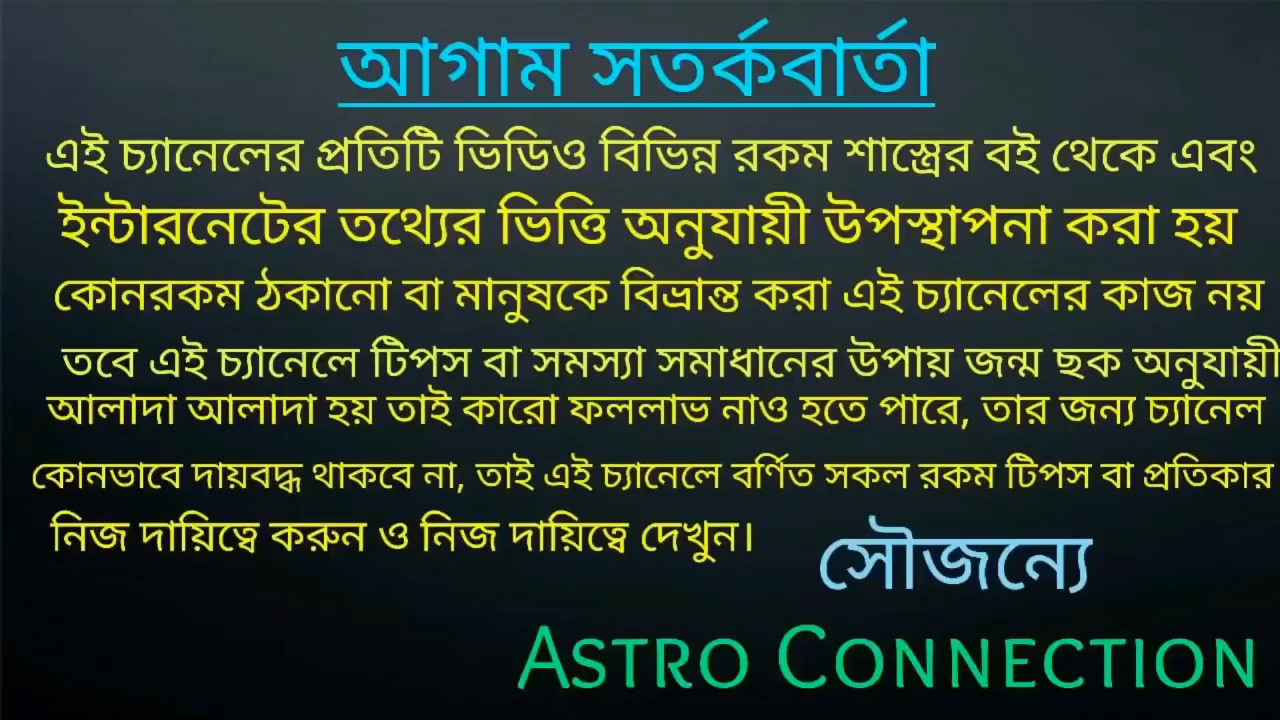 আগাম সতর্কবার্তা
এই চ্যানেলের প্রতিটি ভিডিও বিভিন্ন রকম শাস্ত্রের বই থেকে এবং
ইন্টারনেটের তথ্যের ভিত্তি অনুযায়ী উপস্থাপনা করা হয়
কোনরকম ঠকানো বা মানুষকে বিভ্রান্ত করা এই চ্যানেলের কাজ নয়
তবে এই চ্যানেলে টিপস বা সমস্যা সমাধানের উপায় জন্ম ছক অনুযায়ী
আলাদা আলাদা হয় তাই কারো ফললাভ নাও হতে পারে, তার জন্য চ্যানেল
কোনভাবে দায়বদ্ধ থাকবে না, তাই এই চ্যানেলে বর্ণিত সকল রকম টিপস বা প্রতিকার
নিজ দায়িত্বে করুন ও নিজ দায়িত্বে দেখুন।
সৌজন্যে
ASTRO CONNECTION